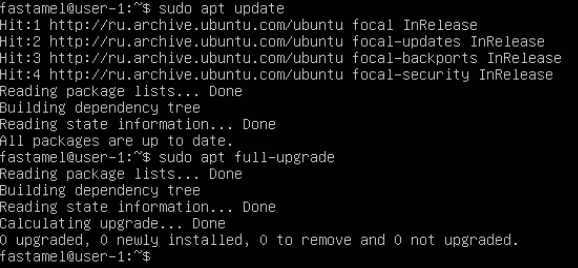 fastamel@user-1:~$ sudo apt update
Hit:1 http://ru.archive.ubuntu.com/ubuntu focal InRelease
Hit:2 http://ru.archive.ubuntu.com/ubuntu focal-updates InRelease
Hit:3 http://ru.archive.ubuntu.com/ubuntu focal-backports InRelease
Hit:4 http://ru.archive.ubuntu.com/ubuntu focal-security InRelease
Reading package lists... Done
Building dependency tree
Reading state information... Done
All packages are up to date.
fastamel@user-1:~$ sudo apt full-upgrade
Reading package lists... Done
Building dependency tree
Reading state information... Done
Calculating upgrade... Done
0 upgraded, 0 newly installed, 0 to remove and 0 not upgraded.
fastamel@user-1:~$